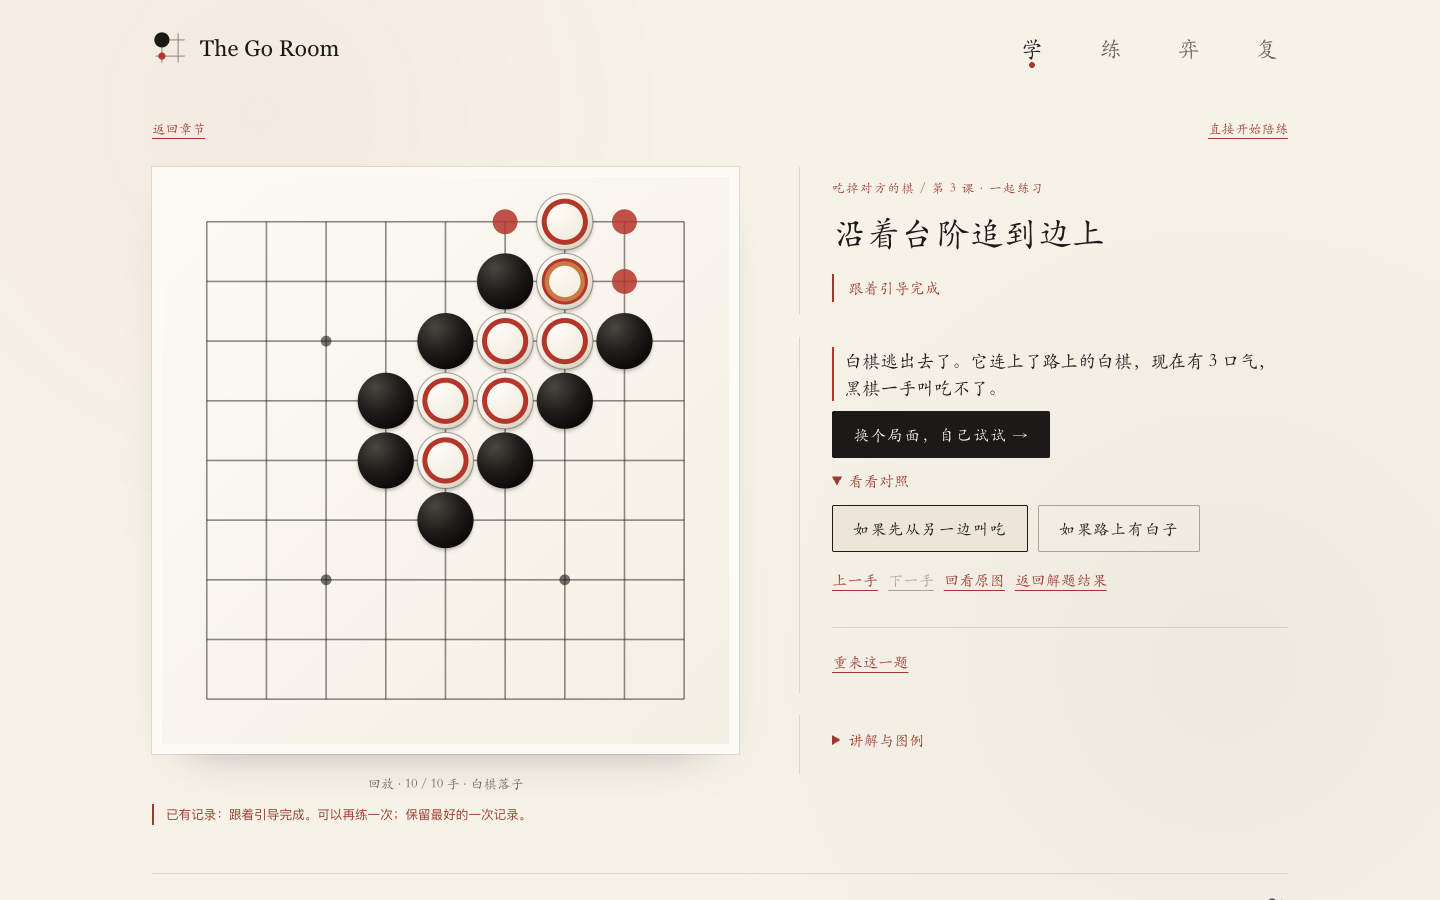 The Go Room
学 练 弈 复
返回章节
直接开始陪练
吃掉对方的棋 / 第 3 课 · 一起练习
沿着台阶追到边上
跟着引导完成
白棋逃出去了。它连上了路上的白棋，现在有 3 口气，
黑棋一手叫吃不了。
换个局面，自己试试 →
▼ 看看对照
如果先从另一边叫吃 如果路上有白子
上一手 下一手 回看原图 返回解题结果
重来这一题
▶ 讲解与图例
回放 · 10 / 10 手 · 白棋落子
已有记录：跟着引导完成。可以再练一次；保留最好的一次记录。